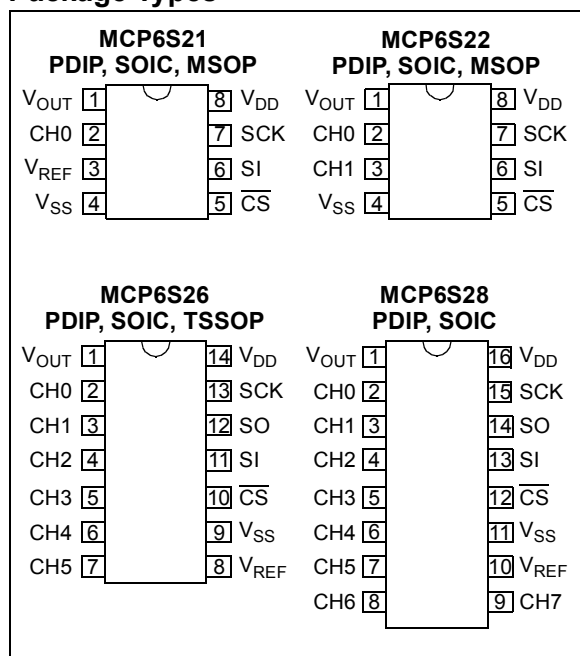 Package Types
MCP6S21
PDIP, SOIC, MSOP
VOUT 1 8 VDD
CH0 2 7 SCK
VREF 3 6 SI
VSS 4 5 CS
MCP6S22
PDIP, SOIC, MSOP
VOUT 1 8 VDD
CH0 2 7 SCK
CH1 3 6 SI
VSS 4 5 CS
MCP6S26
PDIP, SOIC, TSSOP
VOUT 1 14 VDD
CH0 2 13 SCK
CH1 3 12 SO
CH2 4 11 SI
CH3 5 10 CS
CH4 6 9 VSS
CH5 7 8 VREF
MCP6S28
PDIP, SOIC
VOUT 1 16 VDD
CH0 2 15 SCK
CH1 3 14 SO
CH2 4 13 SI
CH3 5 12 CS
CH4 6 11 VSS
CH5 7 10 VREF
CH6 8 9 CH7